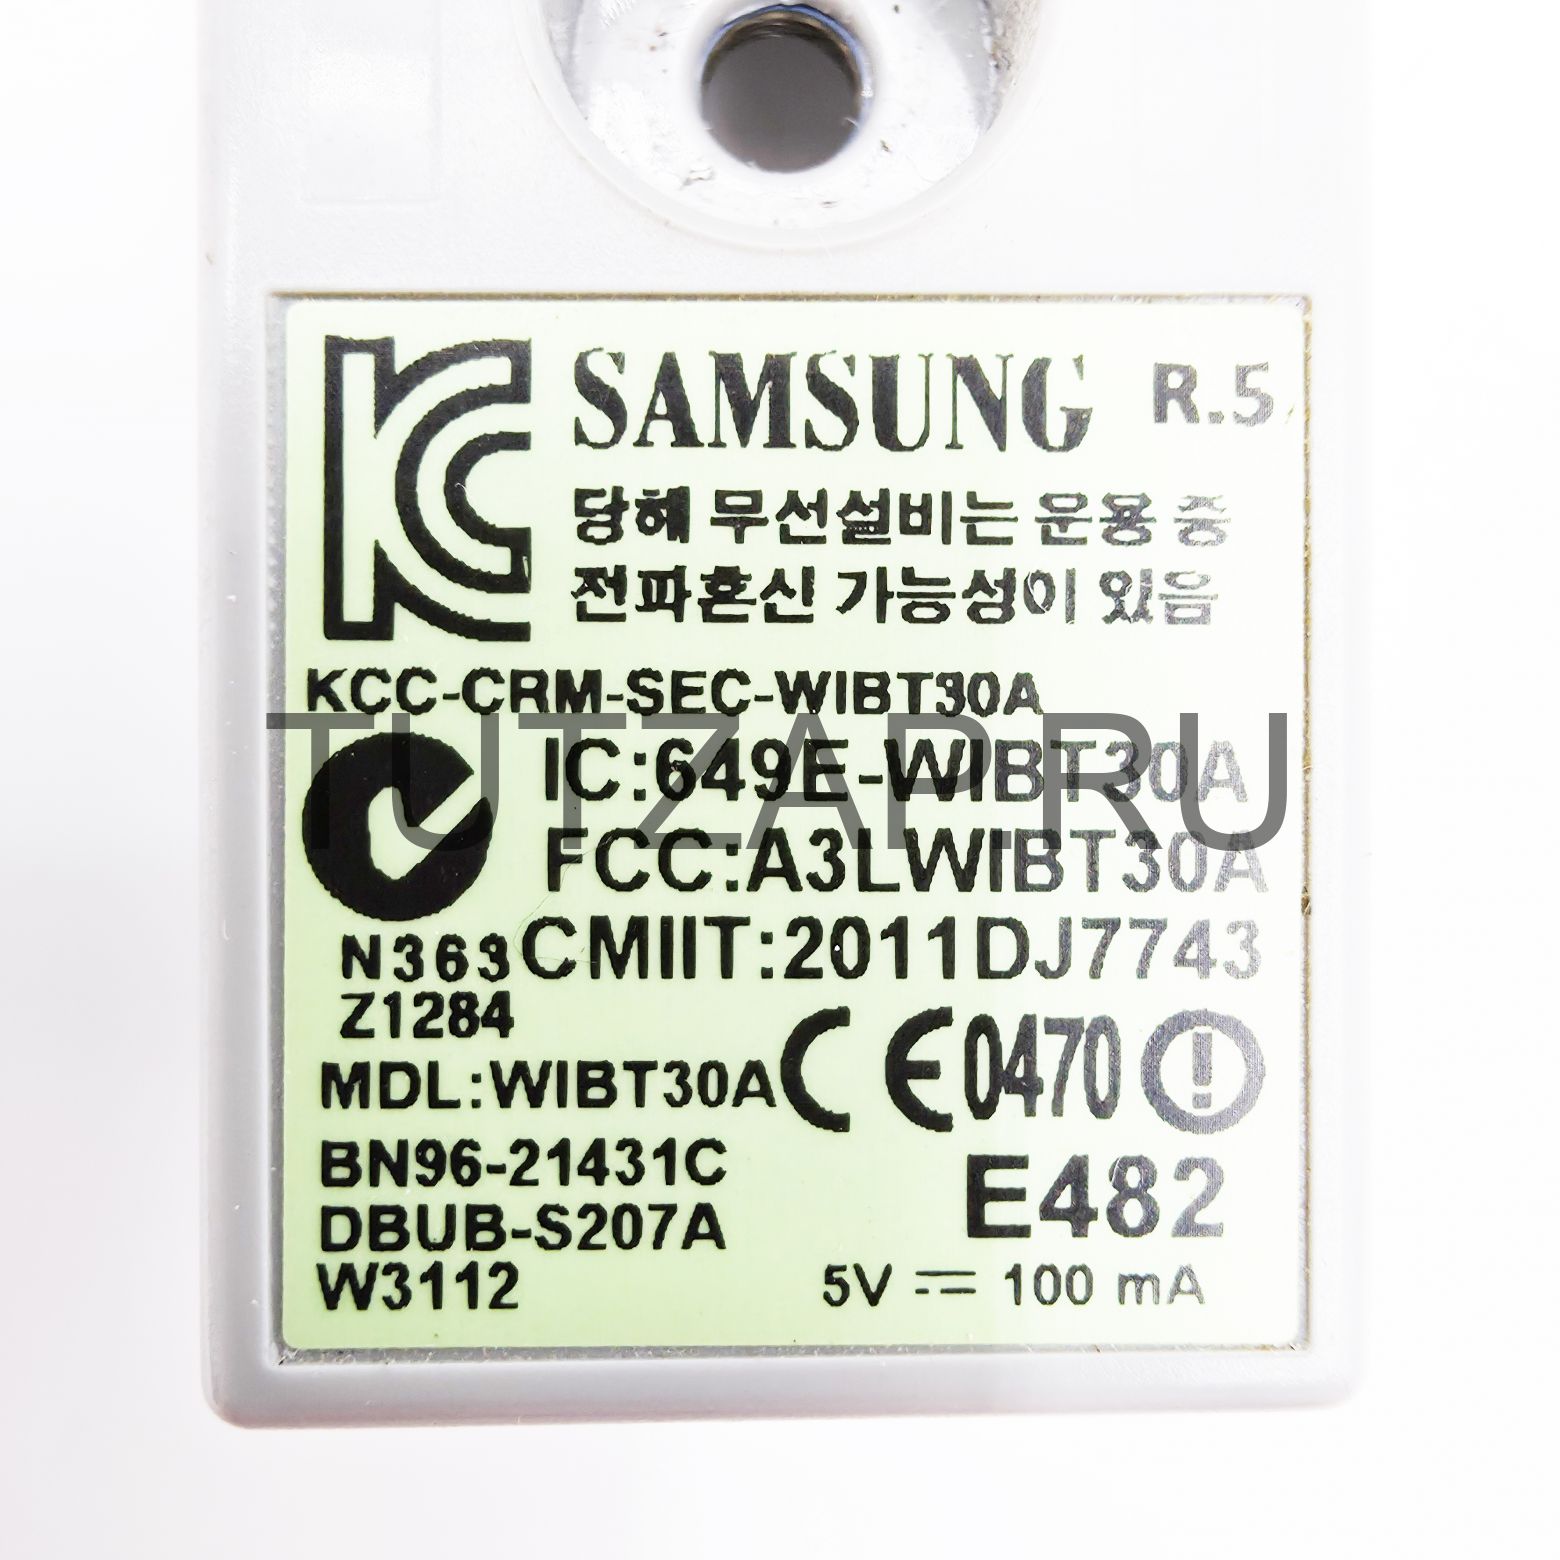 KC SAMSUNG R.5
당해 무선설비는 운용 중
전파혼신 가능성이 있음
KCC-CRM-SEC-WIBT30A
TUTZAP.RU
IC:649E-WIBT30A
FCC:A3LWIBT30A
N363 CMIIT:2011DJ7743
Z1284
MDL:WIBT30A CE0470
BN96-21431C
E482
DBUB-S207A
W3112
5V ⎓ 100 mA